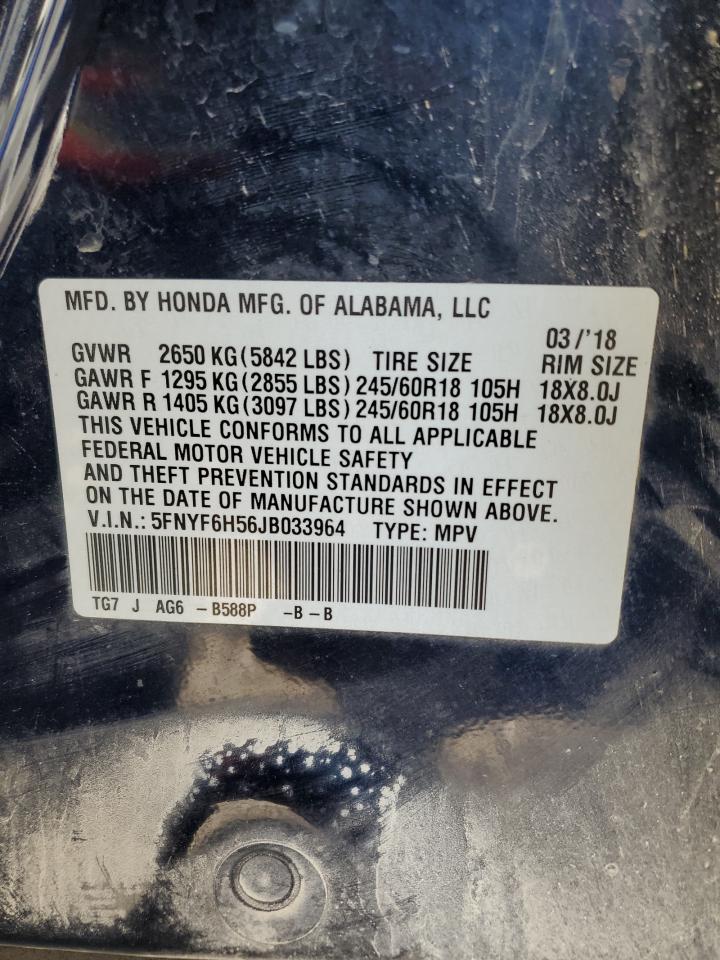 MFD. BY HONDA MFG. OF ALABAMA, LLC
03/'18
GVWR 2650 KG (5842 LBS) TIRE SIZE RIM SIZE
GAWR F 1295 KG (2855 LBS) 245/60R18 105H 18X8.0J
GAWR R 1405 KG (3097 LBS) 245/60R18 105H 18X8.0J
THIS VEHICLE CONFORMS TO ALL APPLICABLE
FEDERAL MOTOR VEHICLE SAFETY
AND THEFT PREVENTION STANDARDS IN EFFECT
ON THE DATE OF MANUFACTURE SHOWN ABOVE.
V.I.N.: 5FNYF6H56JB033964 TYPE: MPV
TG7 J AG6 -B588P -B-B